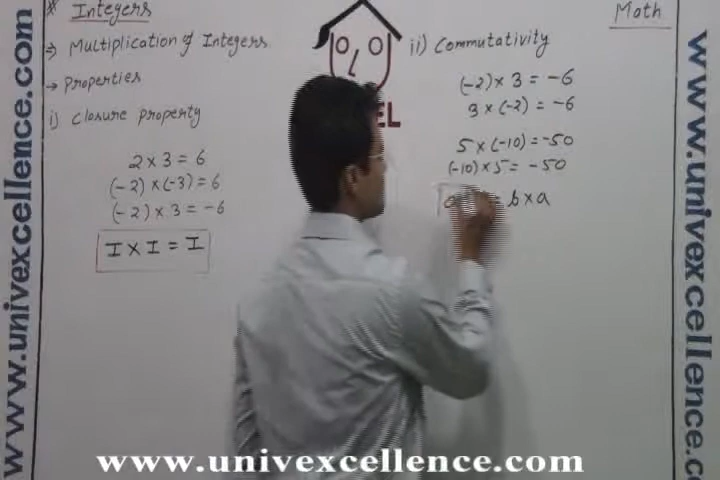 * Integers
⇒ Multiplication of Integers
→ Properties
i) Closure property
2 × 3 = 6
(-2) × (-3) = 6
(-2) × 3 = -6
I × I = I
EL
ii) Commutativity
(-2) × 3 = -6
3 × (-2) = -6
5 × (-10) = -50
(-10) × 5 = -50
= b × a
Math
www.univexcellence.com
www.univexcellence.com
www.univexcellence.com